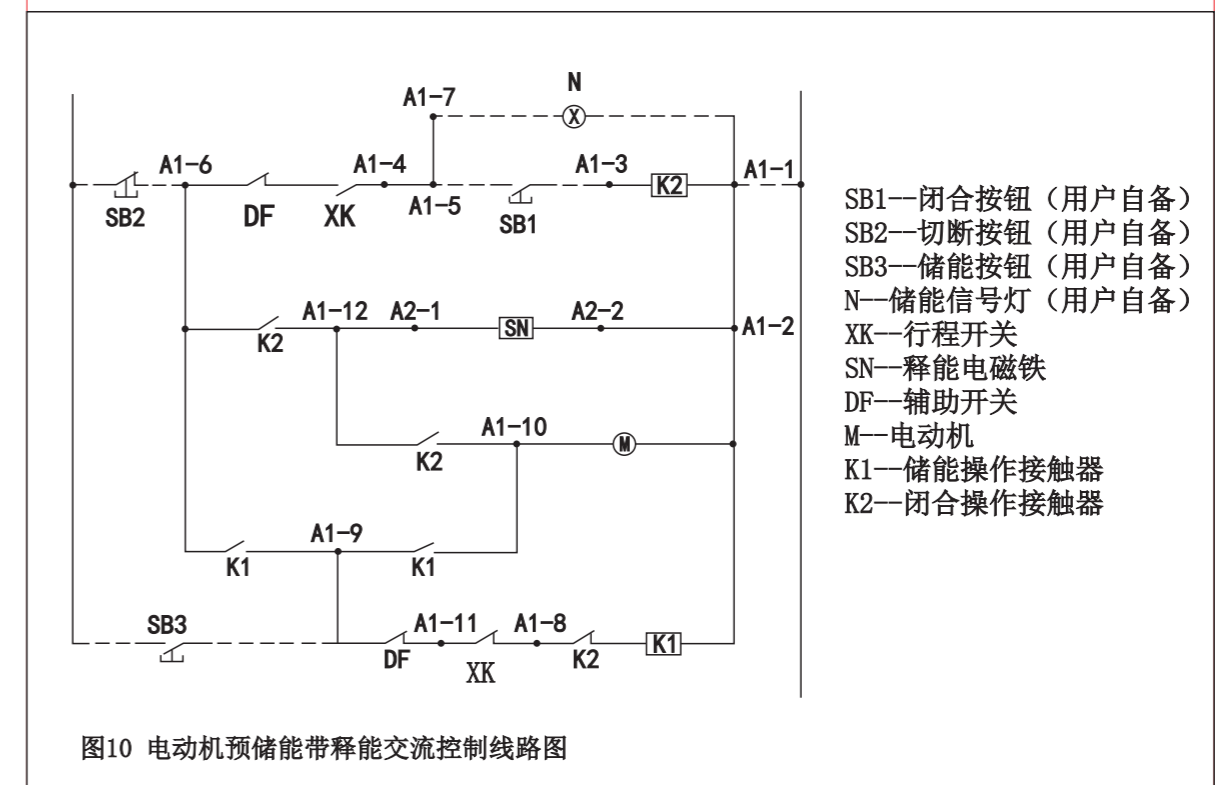 N
A1-7
X
A1-6
A1-4
A1-3
A1-1
K2
SB2
DF
XK
A1-5
SB1
A1-12
A2-1
SN
A2-2
A1-2
K2
A1-10
K2
M
A1-9
K1
K1
SB3
A1-11
A1-8
DF
XK
K2
K1
SB1--闭合按钮（用户自备）
SB2--切断按钮（用户自备）
SB3--储能按钮（用户自备）
N--储能信号灯（用户自备）
XK--行程开关
SN--释能电磁铁
DF--辅助开关
M--电动机
K1--储能操作接触器
K2--闭合操作接触器
图10 电动机预储能带释能交流控制线路图